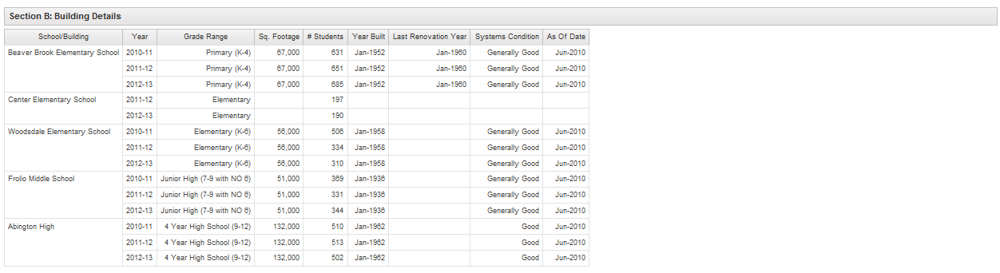 Section B: Building Details
School/Building Year Grade Range Sq. Footage # Students Year Built Last Renovation Year Systems Condition As Of Date
Beaver Brook Elementary School 2010-11 Primary (K-4) 67,000 631 Jan-1952 Jan-1960 Generally Good Jun-2010
2011-12 Primary (K-4) 67,000 651 Jan-1952 Jan-1960 Generally Good Jun-2010
2012-13 Primary (K-4) 67,000 685 Jan-1952 Jan-1960 Generally Good Jun-2010
Center Elementary School 2011-12 Elementary 197
2012-13 Elementary 190
Woodsdale Elementary School 2010-11 Elementary (K-6) 56,000 506 Jan-1958 Generally Good Jun-2010
2011-12 Elementary (K-6) 56,000 334 Jan-1958 Generally Good Jun-2010
2012-13 Elementary (K-6) 56,000 310 Jan-1958 Generally Good Jun-2010
Frolio Middle School 2010-11 Junior High (7-9 with NO 6) 51,000 369 Jan-1936 Generally Good Jun-2010
2011-12 Junior High (7-9 with NO 6) 51,000 331 Jan-1936 Generally Good Jun-2010
2012-13 Junior High (7-9 with NO 6) 51,000 344 Jan-1936 Generally Good Jun-2010
Abington High 2010-11 4 Year High School (9-12) 132,000 510 Jan-1962 Good Jun-2010
2011-12 4 Year High School (9-12) 132,000 513 Jan-1962 Good Jun-2010
2012-13 4 Year High School (9-12) 132,000 502 Jan-1962 Good Jun-2010